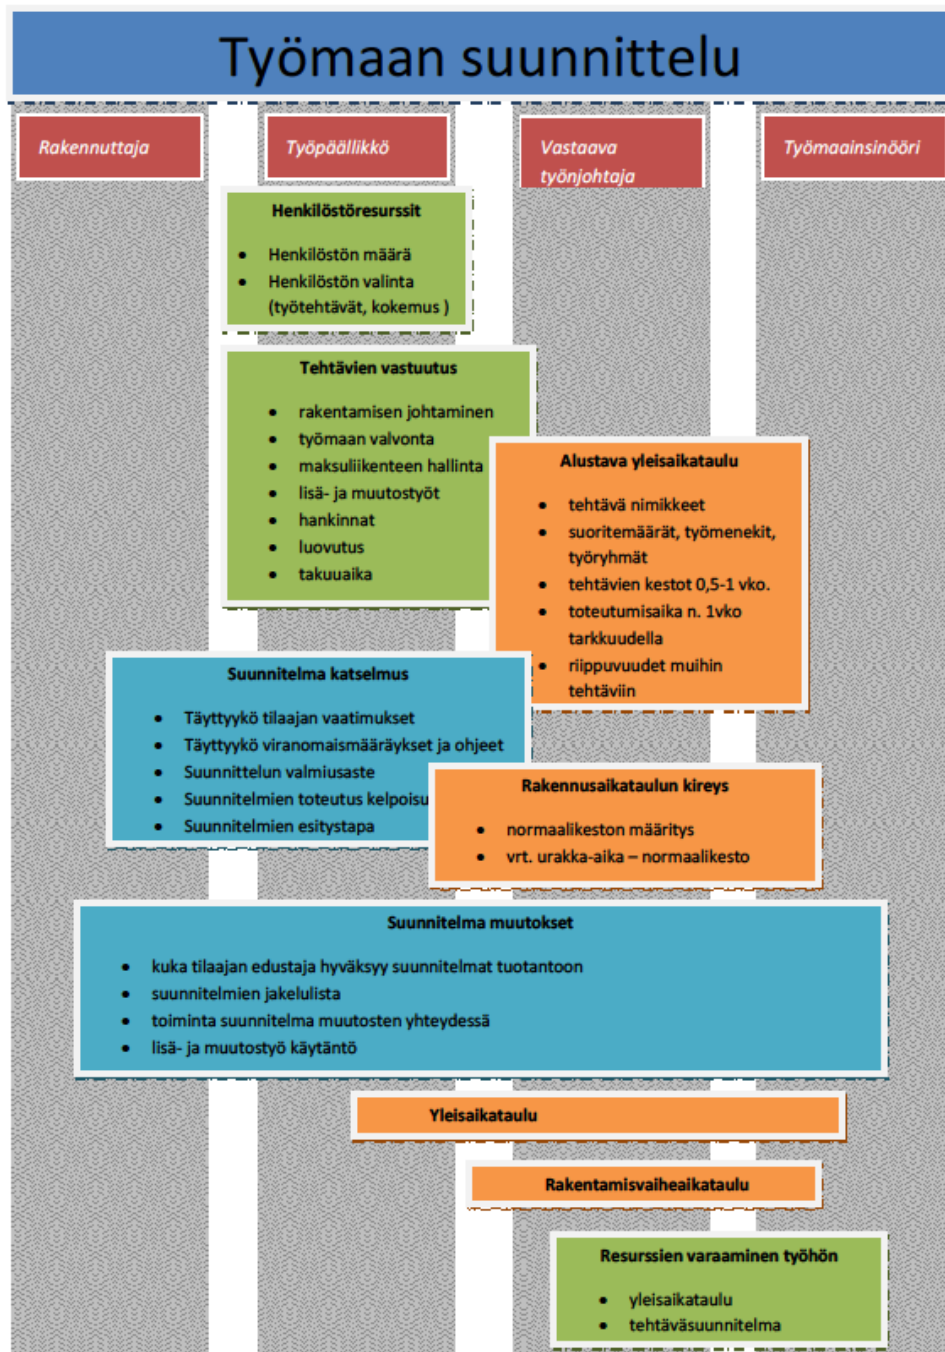 Työmaan suunnittelu
Rakennuttaja
Työpäällikkö
Vastaava
työnjohtaja
Työmaainsinööri
Henkilöstöresurssit
• Henkilöstön määrä
• Henkilöstön valinta
(työtehtävät, kokemus )
Tehtävien vastuutus
• rakentamisen johtaminen
• työmaan valvonta
• maksuliikenteen hallinta
• lisä- ja muutostyöt
• hankinnat
• luovutus
• takuuaika
Alustava yleisaikataulu
• tehtävä nimikkeet
• suoritemäärät, työmenekit,
työryhmät
• tehtävien kestot 0,5-1 vko.
• toteutumisaika n. 1vko
tarkkuudella
• riippuvuudet muihin
tehtäviin
Suunnitelma katselmus
• Täyttyykö tilaajan vaatimukset
• Täyttyykö viranomaismääräykset ja ohjeet
• Suunnittelun valmiusaste
• Suunnitelmien toteutus kelpoisu
• Suunnitelmien esitystapa
Rakennusaikataulun kireys
• normaalikeston määritys
• vrt. urakka-aika – normaalikesto
Suunnitelma muutokset
• kuka tilaajan edustaja hyväksyy suunnitelmat tuotantoon
• suunnitelmien jakelulista
• toiminta suunnitelma muutosten yhteydessä
• lisä- ja muutostyö käytäntö
Yleisaikataulu
Rakentamisvaiheaikataulu
Resurssien varaaminen työhön
• yleisaikataulu
• tehtäväsuunnitelma